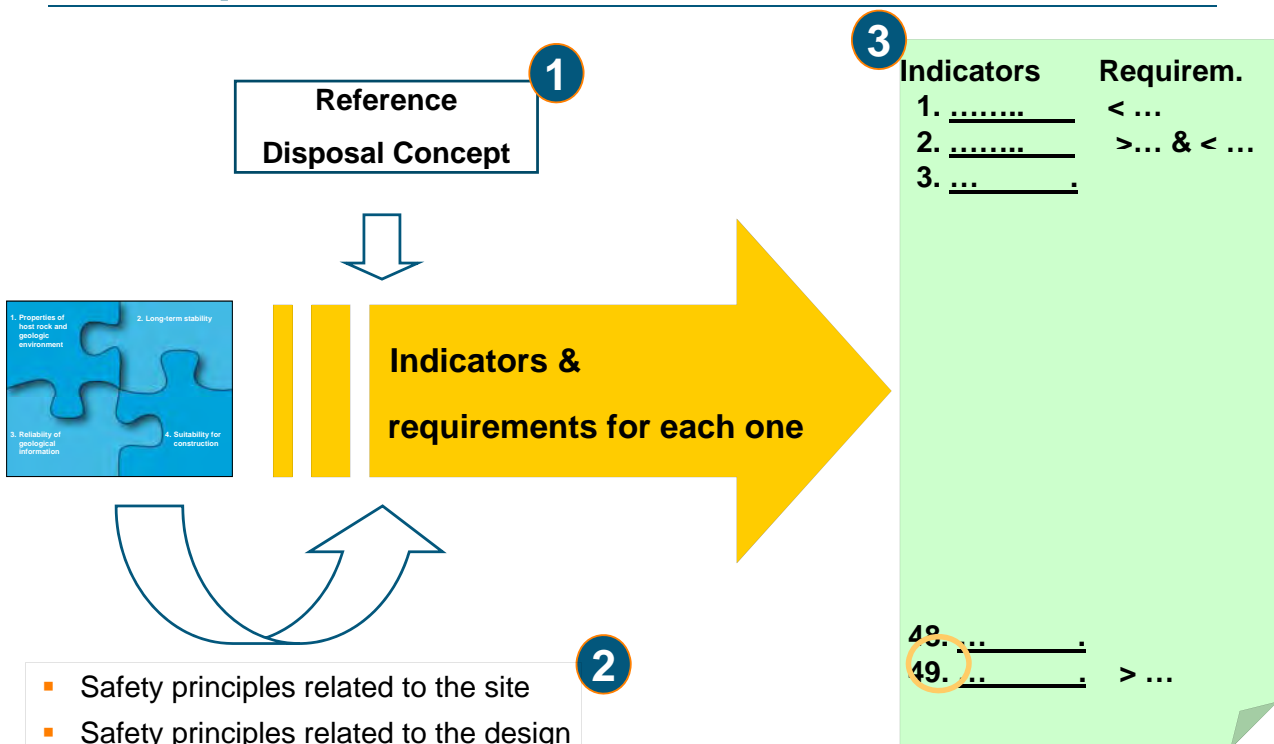 1
Reference
Disposal Concept
1. Properties of
host rock and
geologic
environment
2. Long-term stability
3. Reliabiity of
geological
information
4. Suitability for
construction
Indicators &
requirements for each one
2
▪ Safety principles related to the site
▪ Safety principles related to the design
3
Indicators Requirem.
1. …….. < …
2. …….. >… & < …
3. … .
48. … .
49. … . > …